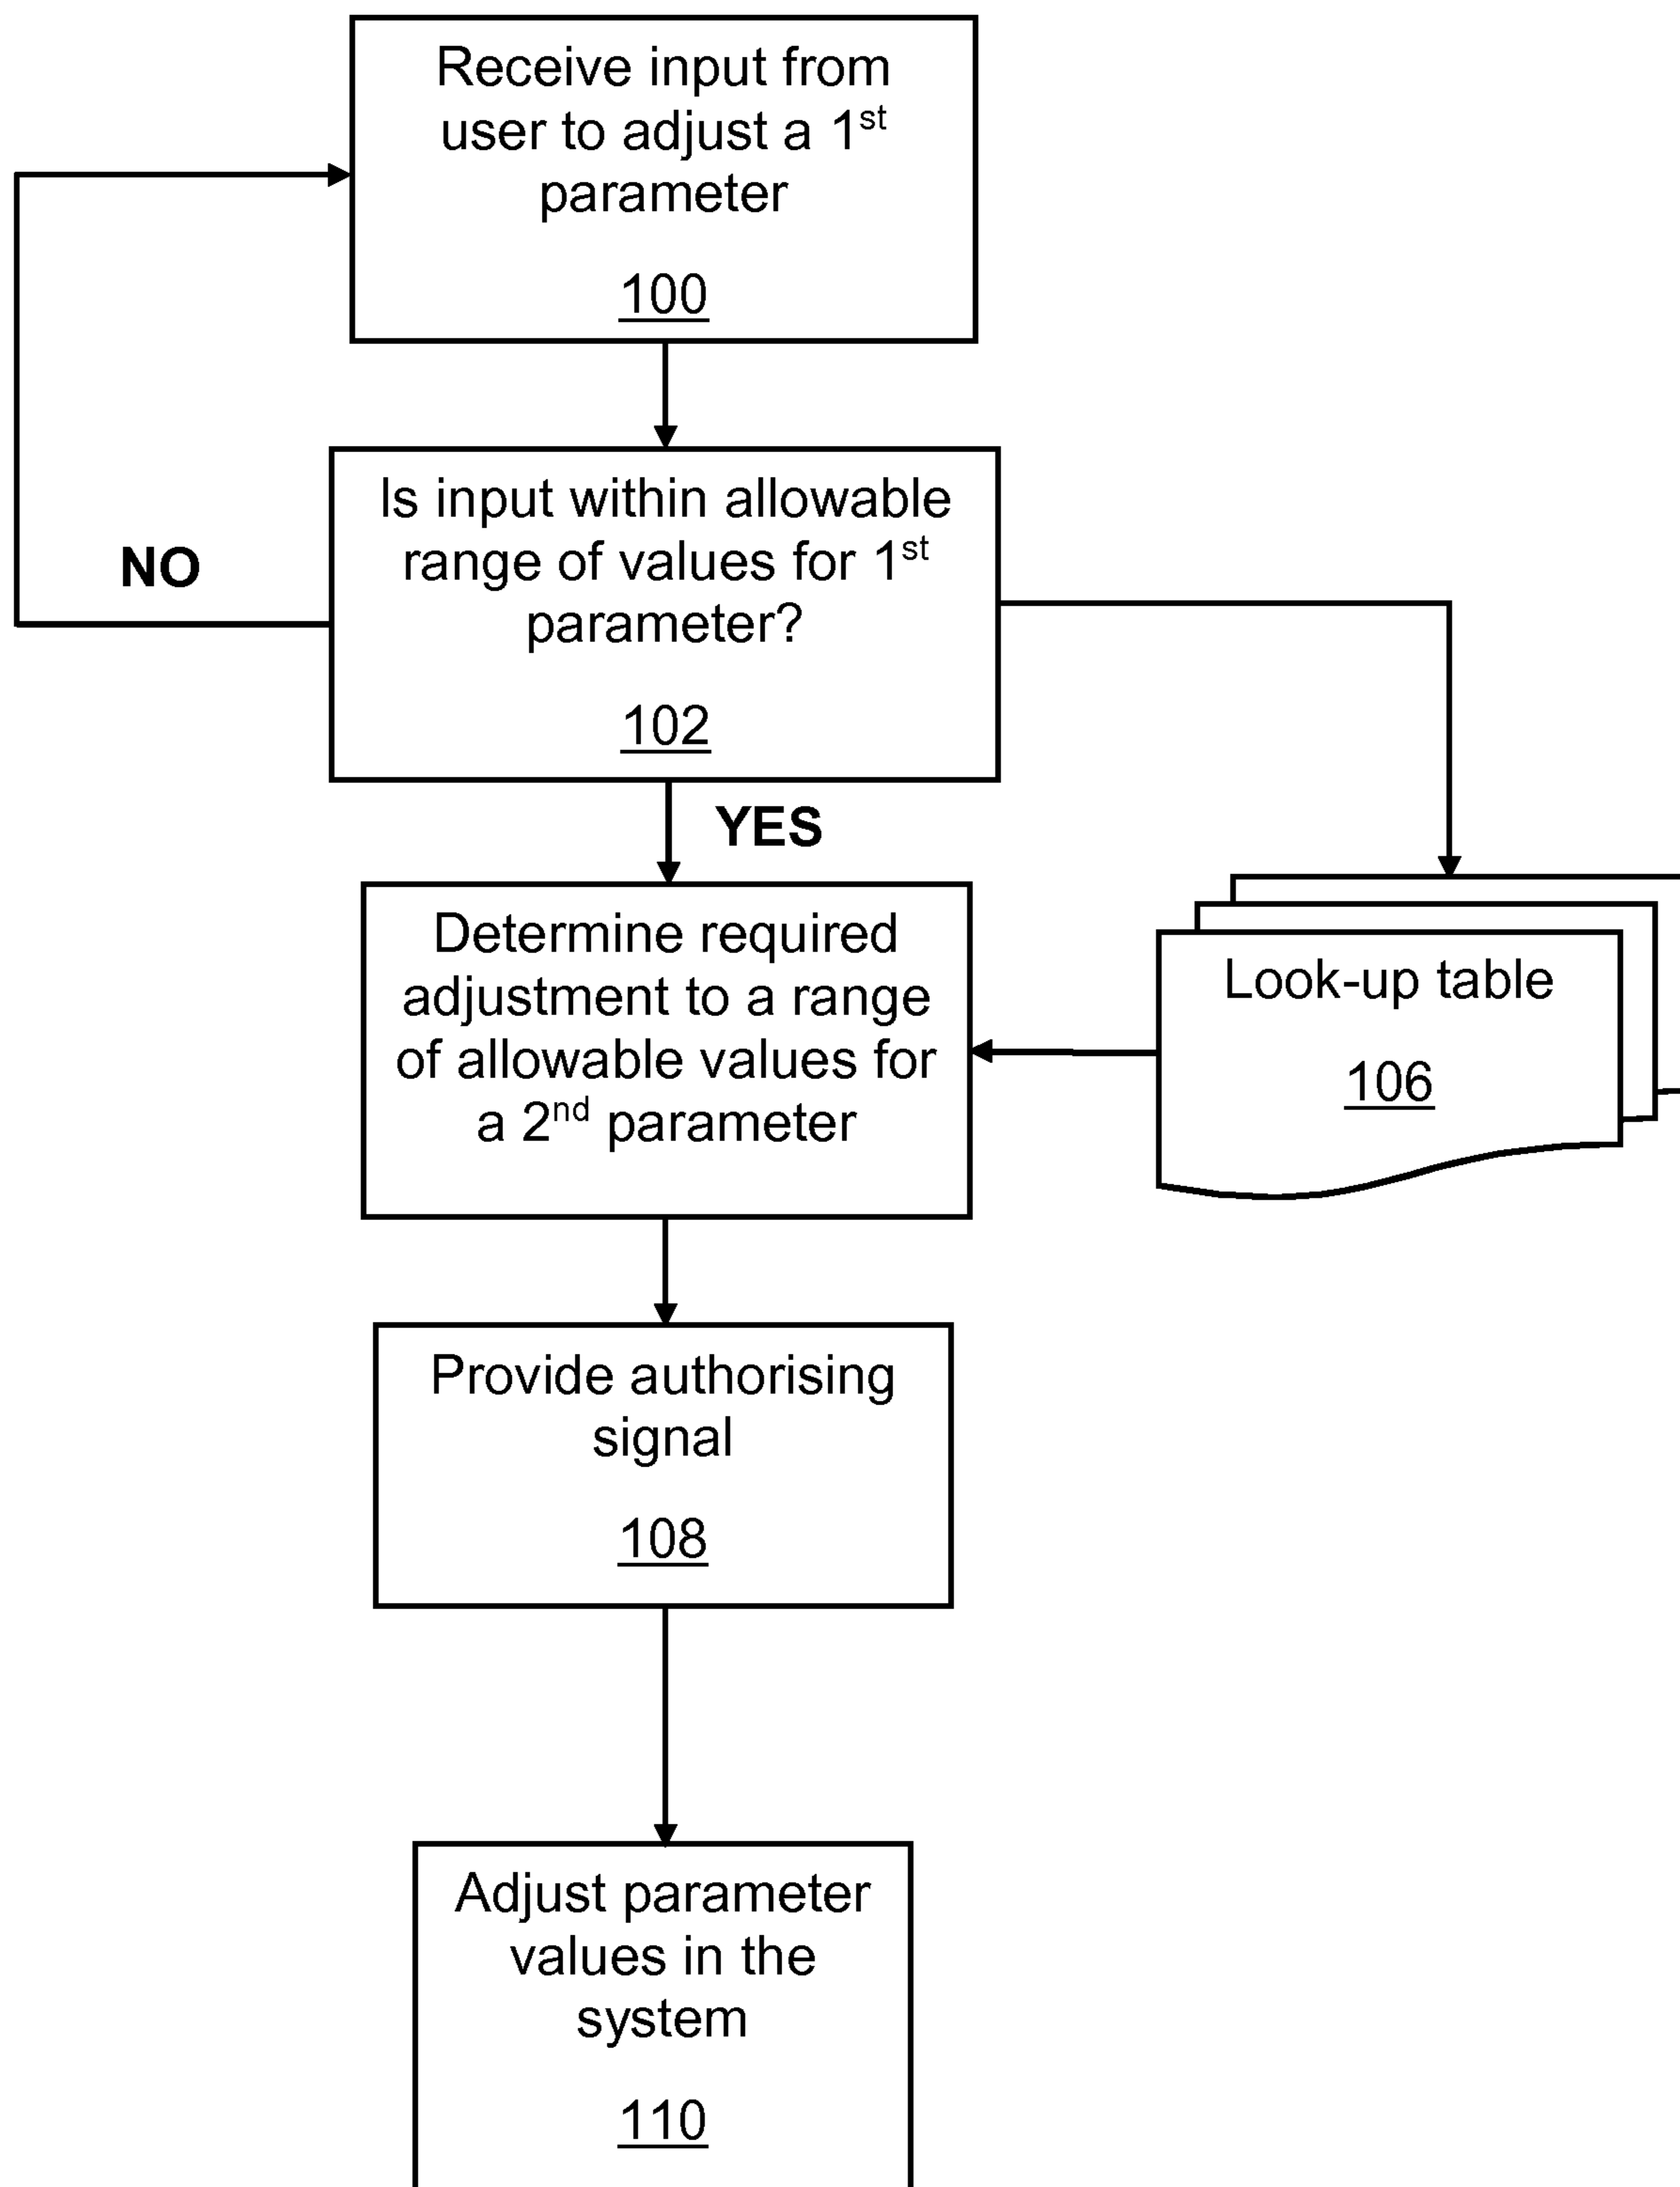 Receive input from
user to adjust a 1st
parameter
100
Is input within allowable
range of values for 1st
parameter?
102
NO
YES
Determine required
adjustment to a range
of allowable values for
a 2nd parameter
Look-up table
106
Provide authorising
signal
108
Adjust parameter
values in the
system
110